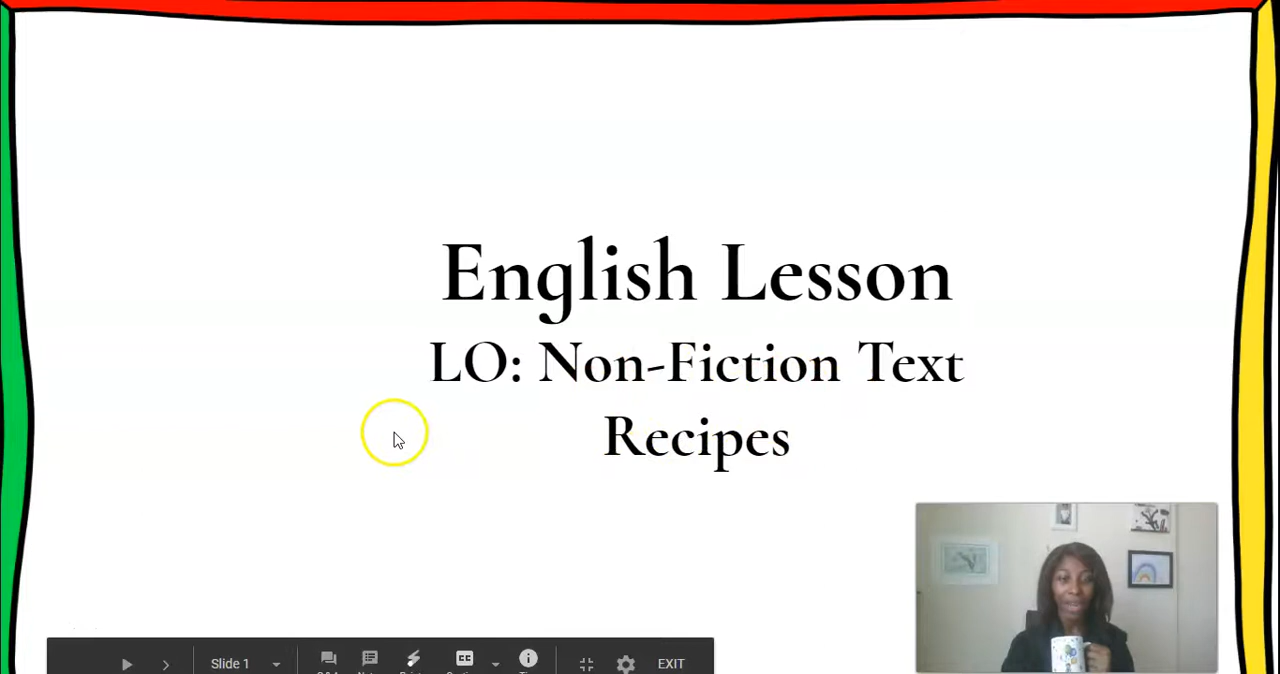 English Lesson
LO: Non-Fiction Text
Recipes
Slide 1
EXIT